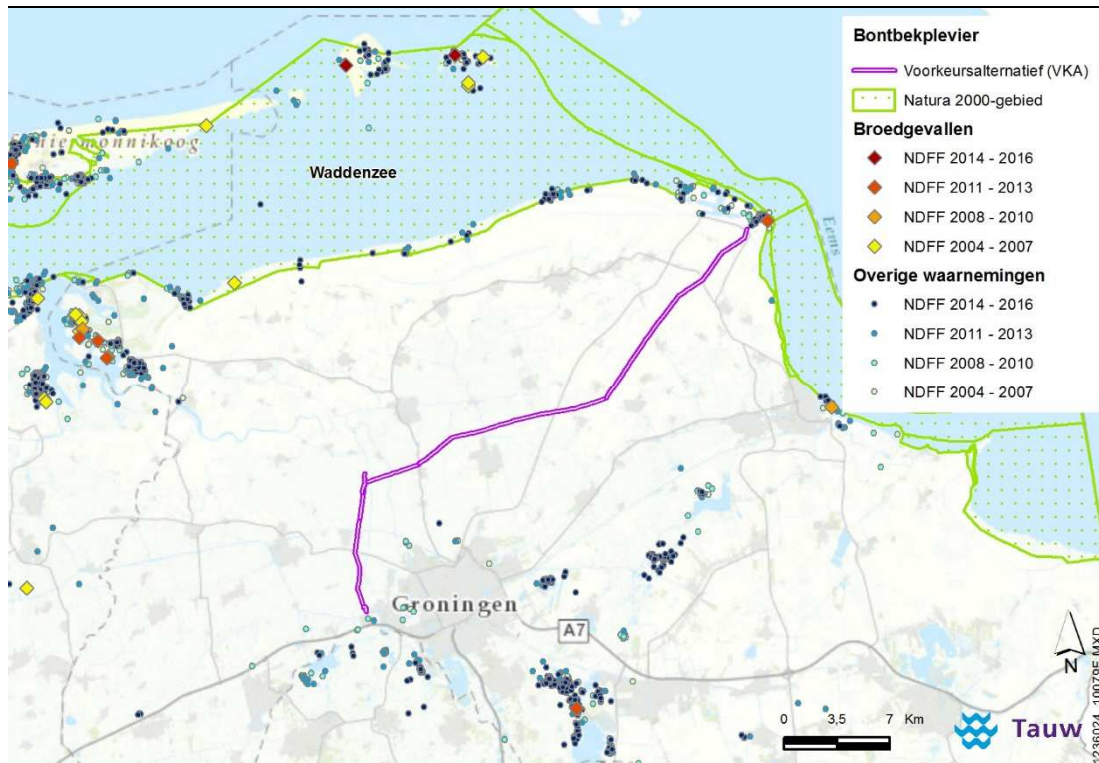 Bontbekplevier
Voorkeursalternatief (VKA)
Natura 2000-gebied
Broedgevallen
NDFF 2014 - 2016
NDFF 2011 - 2013
NDFF 2008 - 2010
NDFF 2004 - 2007
Overige waarnemingen
NDFF 2014 - 2016
NDFF 2011 - 2013
NDFF 2008 - 2010
NDFF 2004 - 2007
Waddenzee
Eems
Groningen
A7
N
0 3,5 7 Km
Tauw